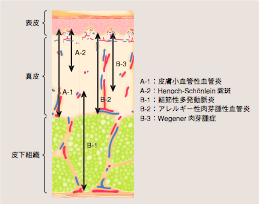 表皮
真皮
皮下組織
A-1
A-2
B-1
B-2
B-3
A-1：皮膚小血管性血管炎
A-2：Henoch-Schönlein 紫斑
B-1：結節性多発動脈炎
B-2：アレルギー性肉芽腫性血管炎
B-3：Wegener 肉芽腫症